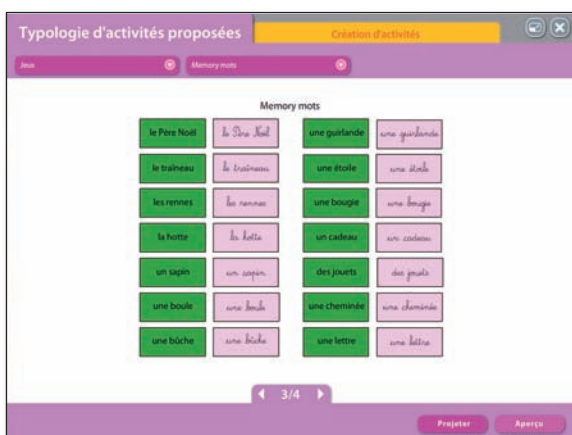 Typologie d'activités proposées
Création d'activités
Jeux
Memory mots
Memory mots
le Père Noël le Père Noël une guirlande une guirlande
le traîneau le traîneau une étoile une étoile
les rennes les rennes une bougie une bougie
la hotte la hotte un cadeau un cadeau
un sapin un sapin des jouets des jouets
une boule une boule une cheminée une cheminée
une bûche une bûche une lettre une lettre
3/4
Projeter
Aperçu